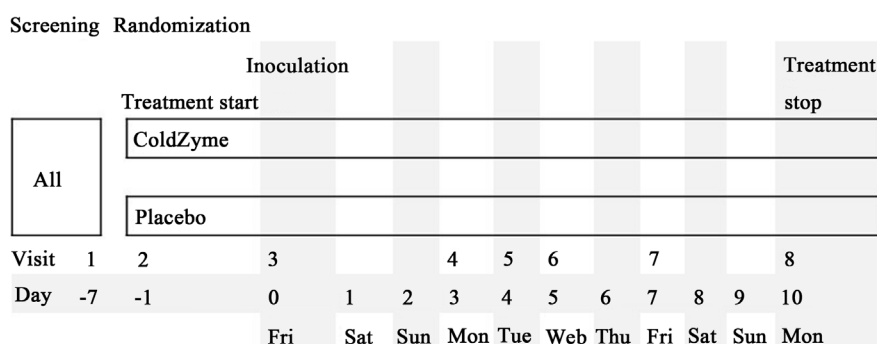 Screening Randomization
Inoculation Treatment
Treatment start stop
ColdZyme
All
Placebo
Visit 1 2 3 4 5 6 7 8
Day -7 -1 0 1 2 3 4 5 6 7 8 9 10
Fri Sat Sun Mon Tue Web Thu Fri Sat Sun Mon